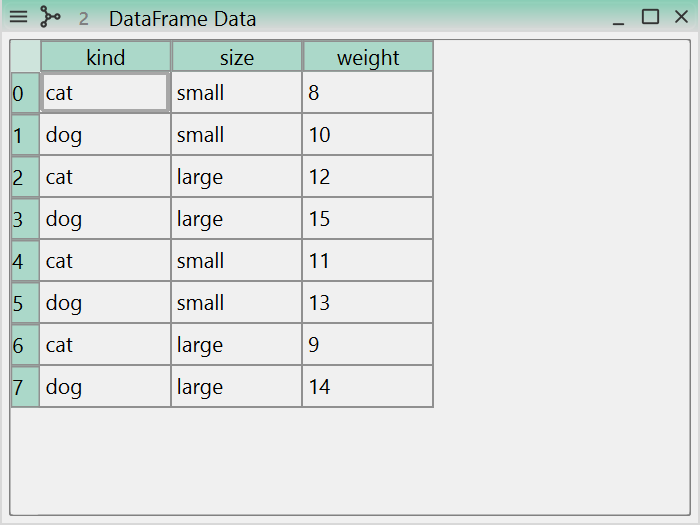 2 DataFrame Data
kind size weight
0 cat small 8
1 dog small 10
2 cat large 12
3 dog large 15
4 cat small 11
5 dog small 13
6 cat large 9
7 dog large 14